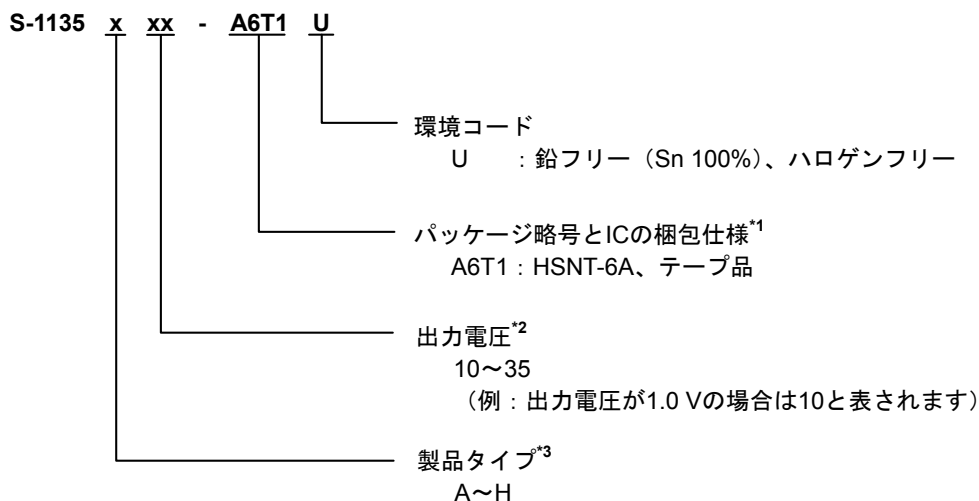 S-1135 x xx - A6T1 U
環境コード
U : 鉛フリー（Sn 100%）、ハロゲンフリー
パッケージ略号とICの梱包仕様*1
A6T1 : HSNT-6A、テープ品
出力電圧*2
10～35
（例：出力電圧が1.0 Vの場合は10と表されます）
製品タイプ*3
A～H